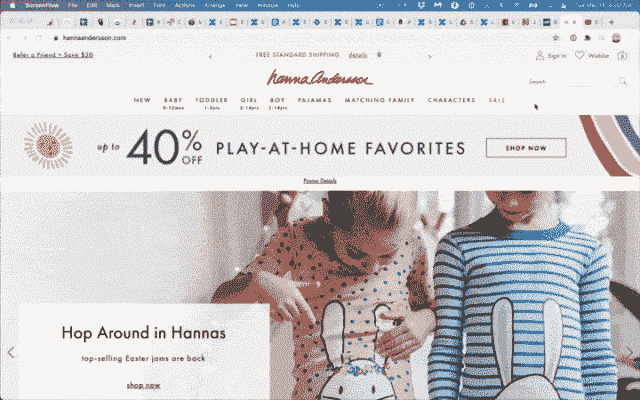 ScreenFlow File Edit Mark Insert Font Actions Arrange View Window Help
hannaandersson.com
Refer a Friend + Save $20
FREE STANDARD SHIPPING details
Sign In Wishlist
hanna Andersson
Search
NEW BABY TODDLER GIRL BOY PAJAMAS MATCHING FAMILY CHARACTERS SALE
0-12mos 1-3yrs 2-14yrs 2-14yrs
up to 40% OFF PLAY-AT-HOME FAVORITES SHOP NOW
Promo Details
Hop Around in Hannas
top-selling Easter jams are back
shop now